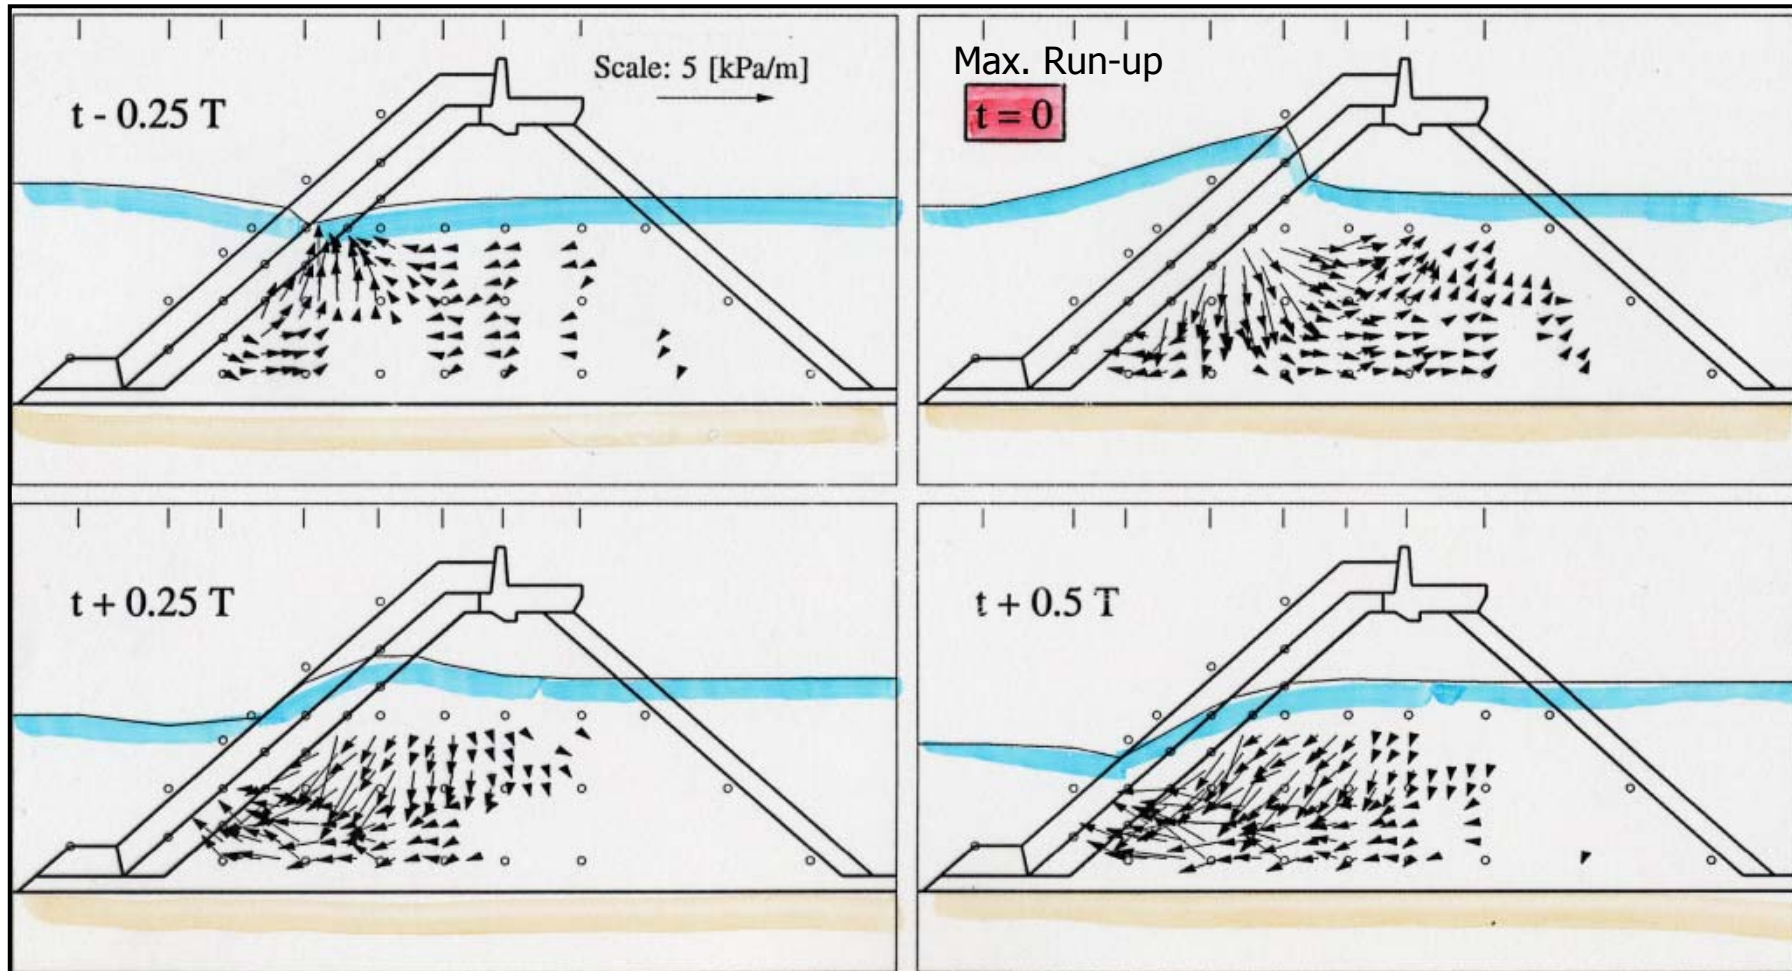 t - 0.25 T
Scale: 5 [kPa/m]
Max. Run-up
t = 0
t + 0.25 T
t + 0.5 T